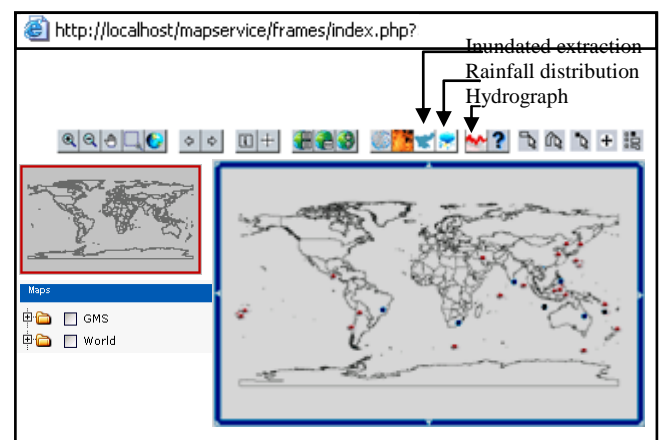 http://localhost/mapservice/frames/index.php?
Inundated extraction
Rainfall distribution
Hydrograph
Maps
GMS
World